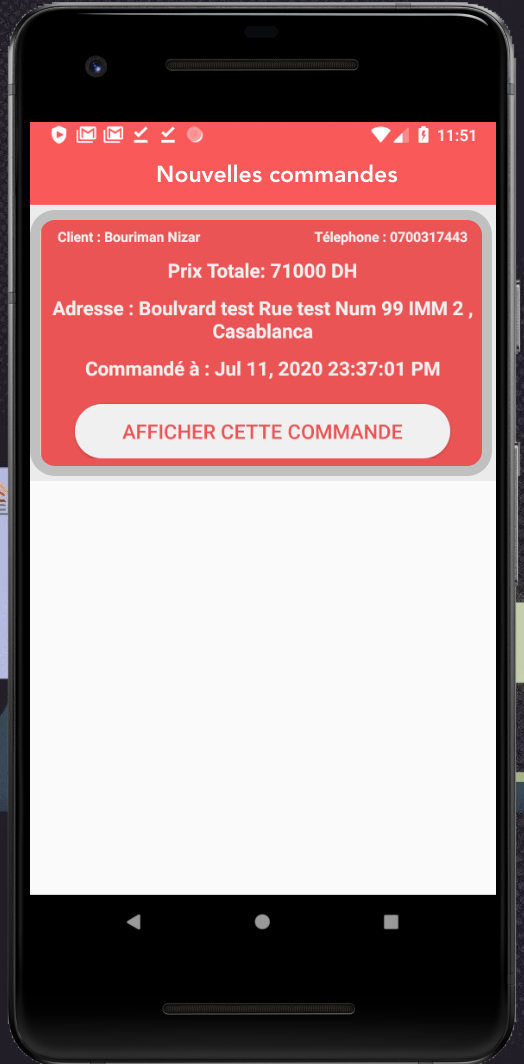 11:51
Nouvelles commandes
Client : Bouriman Nizar
Télephone : 0700317443
Prix Totale: 71000 DH
Adresse : Boulvard test Rue test Num 99 IMM 2 ,
Casablanca
Commandé à : Jul 11, 2020 23:37:01 PM
AFFICHER CETTE COMMANDE